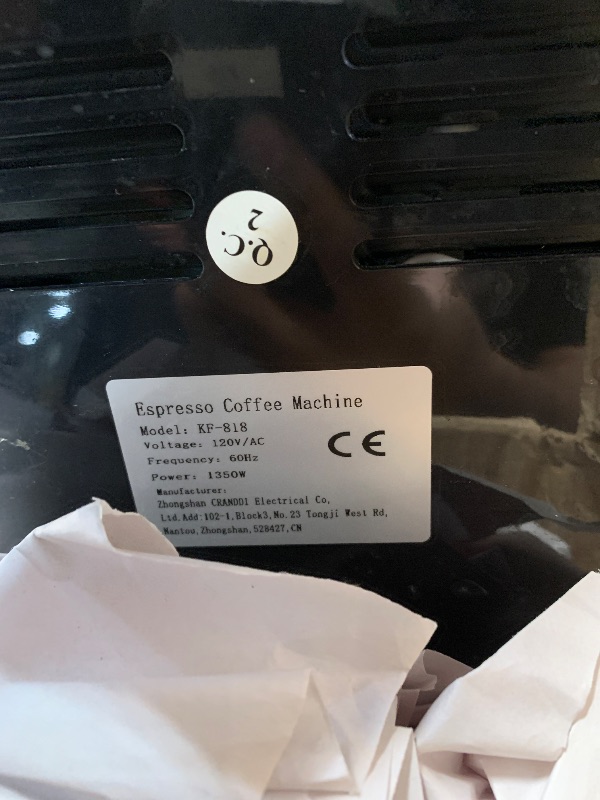 Q.C.
2
Espresso Coffee Machine
Model: KF-818
Voltage: 120V/AC
Frequency: 60Hz
Power: 1350W
CE
Manufacturer:
Zhongshan CRANDDI Electrical Co,
Ltd.Add:102-1,Block3,No.23 Tongji West Rd,
Nantou,Zhongshan,528427,CN